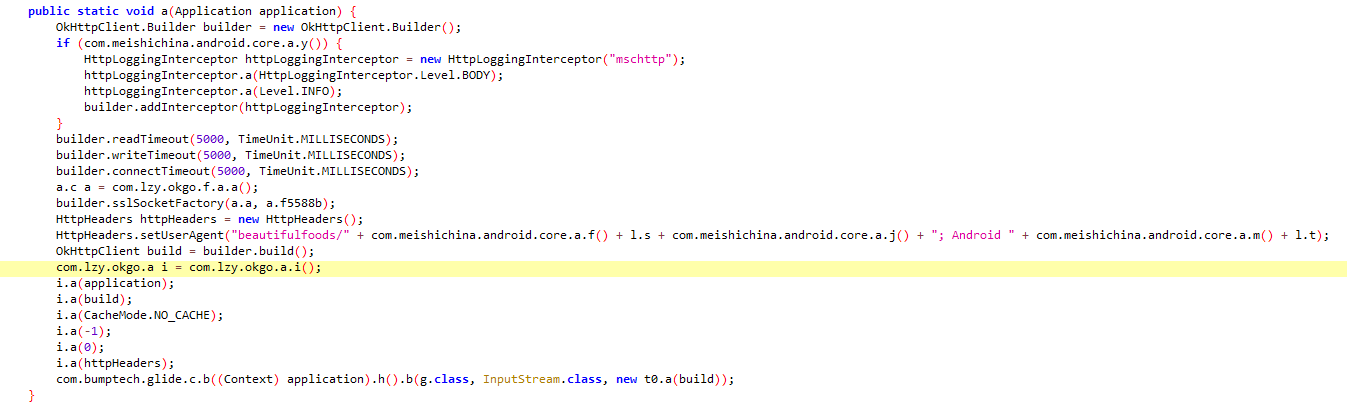 public static void a(Application application) {
OkHttpClient.Builder builder = new OkHttpClient.Builder();
if (com.meishichina.android.core.a.y()) {
HttpLoggingInterceptor httpLoggingInterceptor = new HttpLoggingInterceptor("mschttp");
httpLoggingInterceptor.a(HttpLoggingInterceptor.Level.BODY);
httpLoggingInterceptor.a(Level.INFO);
builder.addInterceptor(httpLoggingInterceptor);
}
builder.readTimeout(5000, TimeUnit.MILLISECONDS);
builder.writeTimeout(5000, TimeUnit.MILLISECONDS);
builder.connectTimeout(5000, TimeUnit.MILLISECONDS);
a.c a = com.lzy.okgo.f.a.a();
builder.sslSocketFactory(a.a, a.f5588b);
HttpHeaders httpHeaders = new HttpHeaders();
HttpHeaders.setUserAgent("beautifulfoods/" + com.meishichina.android.core.a.f() + l.s + com.meishichina.android.core.a.j() + "; Android " + com.meishichina.android.core.a.m() + l.t);
OkHttpClient build = builder.build();
com.lzy.okgo.a i = com.lzy.okgo.a.i();
i.a(application);
i.a(build);
i.a(CacheMode.NO_CACHE);
i.a(-1);
i.a(0);
i.a(httpHeaders);
com.bumptech.glide.c.b((Context) application).h().b(g.class, InputStream.class, new t0.a(build));
}